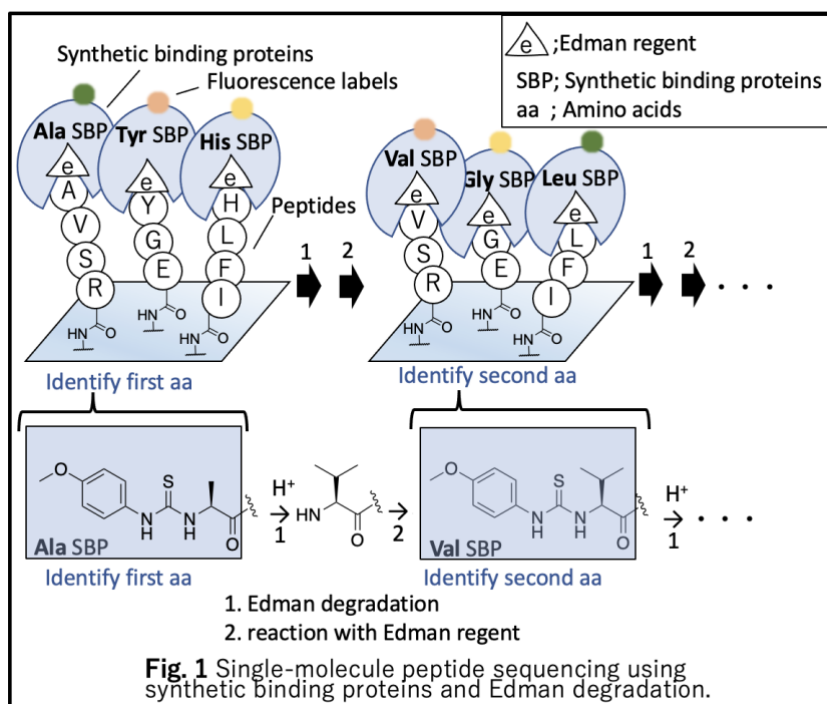 Synthetic binding proteins
Fluorescence labels
e ;Edman regent
SBP; Synthetic binding proteins
aa ; Amino acids
Ala SBP
Tyr SBP
His SBP
Peptides
e
A
V
S
R
e
Y
G
E
e
H
L
F
I
HN
O
HN
O
HN
O
1
2
Val SBP
Gly SBP
Leu SBP
e
V
S
R
e
G
E
e
L
F
I
HN
O
HN
O
HN
O
1
2
. . .
Identify first aa
Identify second aa
O
S
N
H
N
H
O
Ala SBP
H+
1
HN
O
2
O
S
N
H
N
H
O
Val SBP
H+
1
. . .
Identify first aa
Identify second aa
1. Edman degradation
2. reaction with Edman regent
Fig. 1 Single-molecule peptide sequencing using
synthetic binding proteins and Edman degradation.